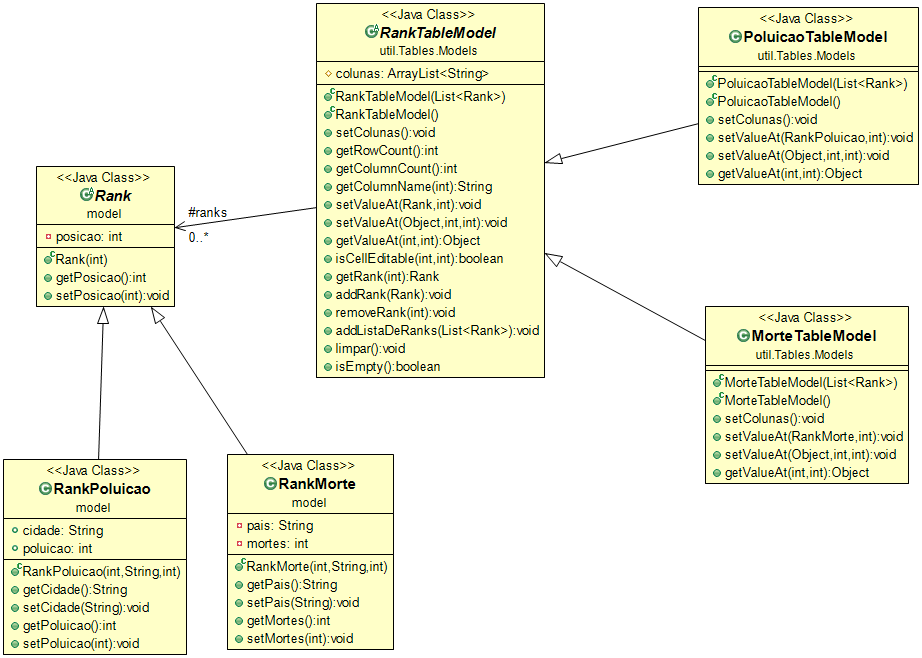 <<Java Class>>
RankTableModel
util.Tables.Models
colunas: ArrayList<String>
RankTableModel(List<Rank>)
RankTableModel()
setColunas():void
getRowCount():int
getColumnCount():int
getColumnName(int):String
setValueAt(Rank,int):void
setValueAt(Object,int,int):void
getValueAt(int,int):Object
isCellEditable(int,int):boolean
getRank(int):Rank
addRank(Rank):void
removeRank(int):void
addListaDeRanks(List<Rank>):void
limpar():void
isEmpty():boolean
<<Java Class>>
PoluicaoTableModel
util.Tables.Models
PoluicaoTableModel(List<Rank>)
PoluicaoTableModel()
setColunas():void
setValueAt(RankPoluicao,int):void
setValueAt(Object,int,int):void
getValueAt(int,int):Object
<<Java Class>>
Rank
model
posicao: int
Rank(int)
getPosicao():int
setPosicao(int):void
#ranks
0..*
<<Java Class>>
MorteTableModel
util.Tables.Models
MorteTableModel(List<Rank>)
MorteTableModel()
setColunas():void
setValueAt(RankMorte,int):void
setValueAt(Object,int,int):void
getValueAt(int,int):Object
<<Java Class>>
RankPoluicao
model
cidade: String
poluicao: int
RankPoluicao(int,String,int)
getCidade():String
setCidade(String):void
getPoluicao():int
setPoluicao(int):void
<<Java Class>>
RankMorte
model
pais: String
mortes: int
RankMorte(int,String,int)
getPais():String
setPais(String):void
getMortes():int
setMortes(int):void